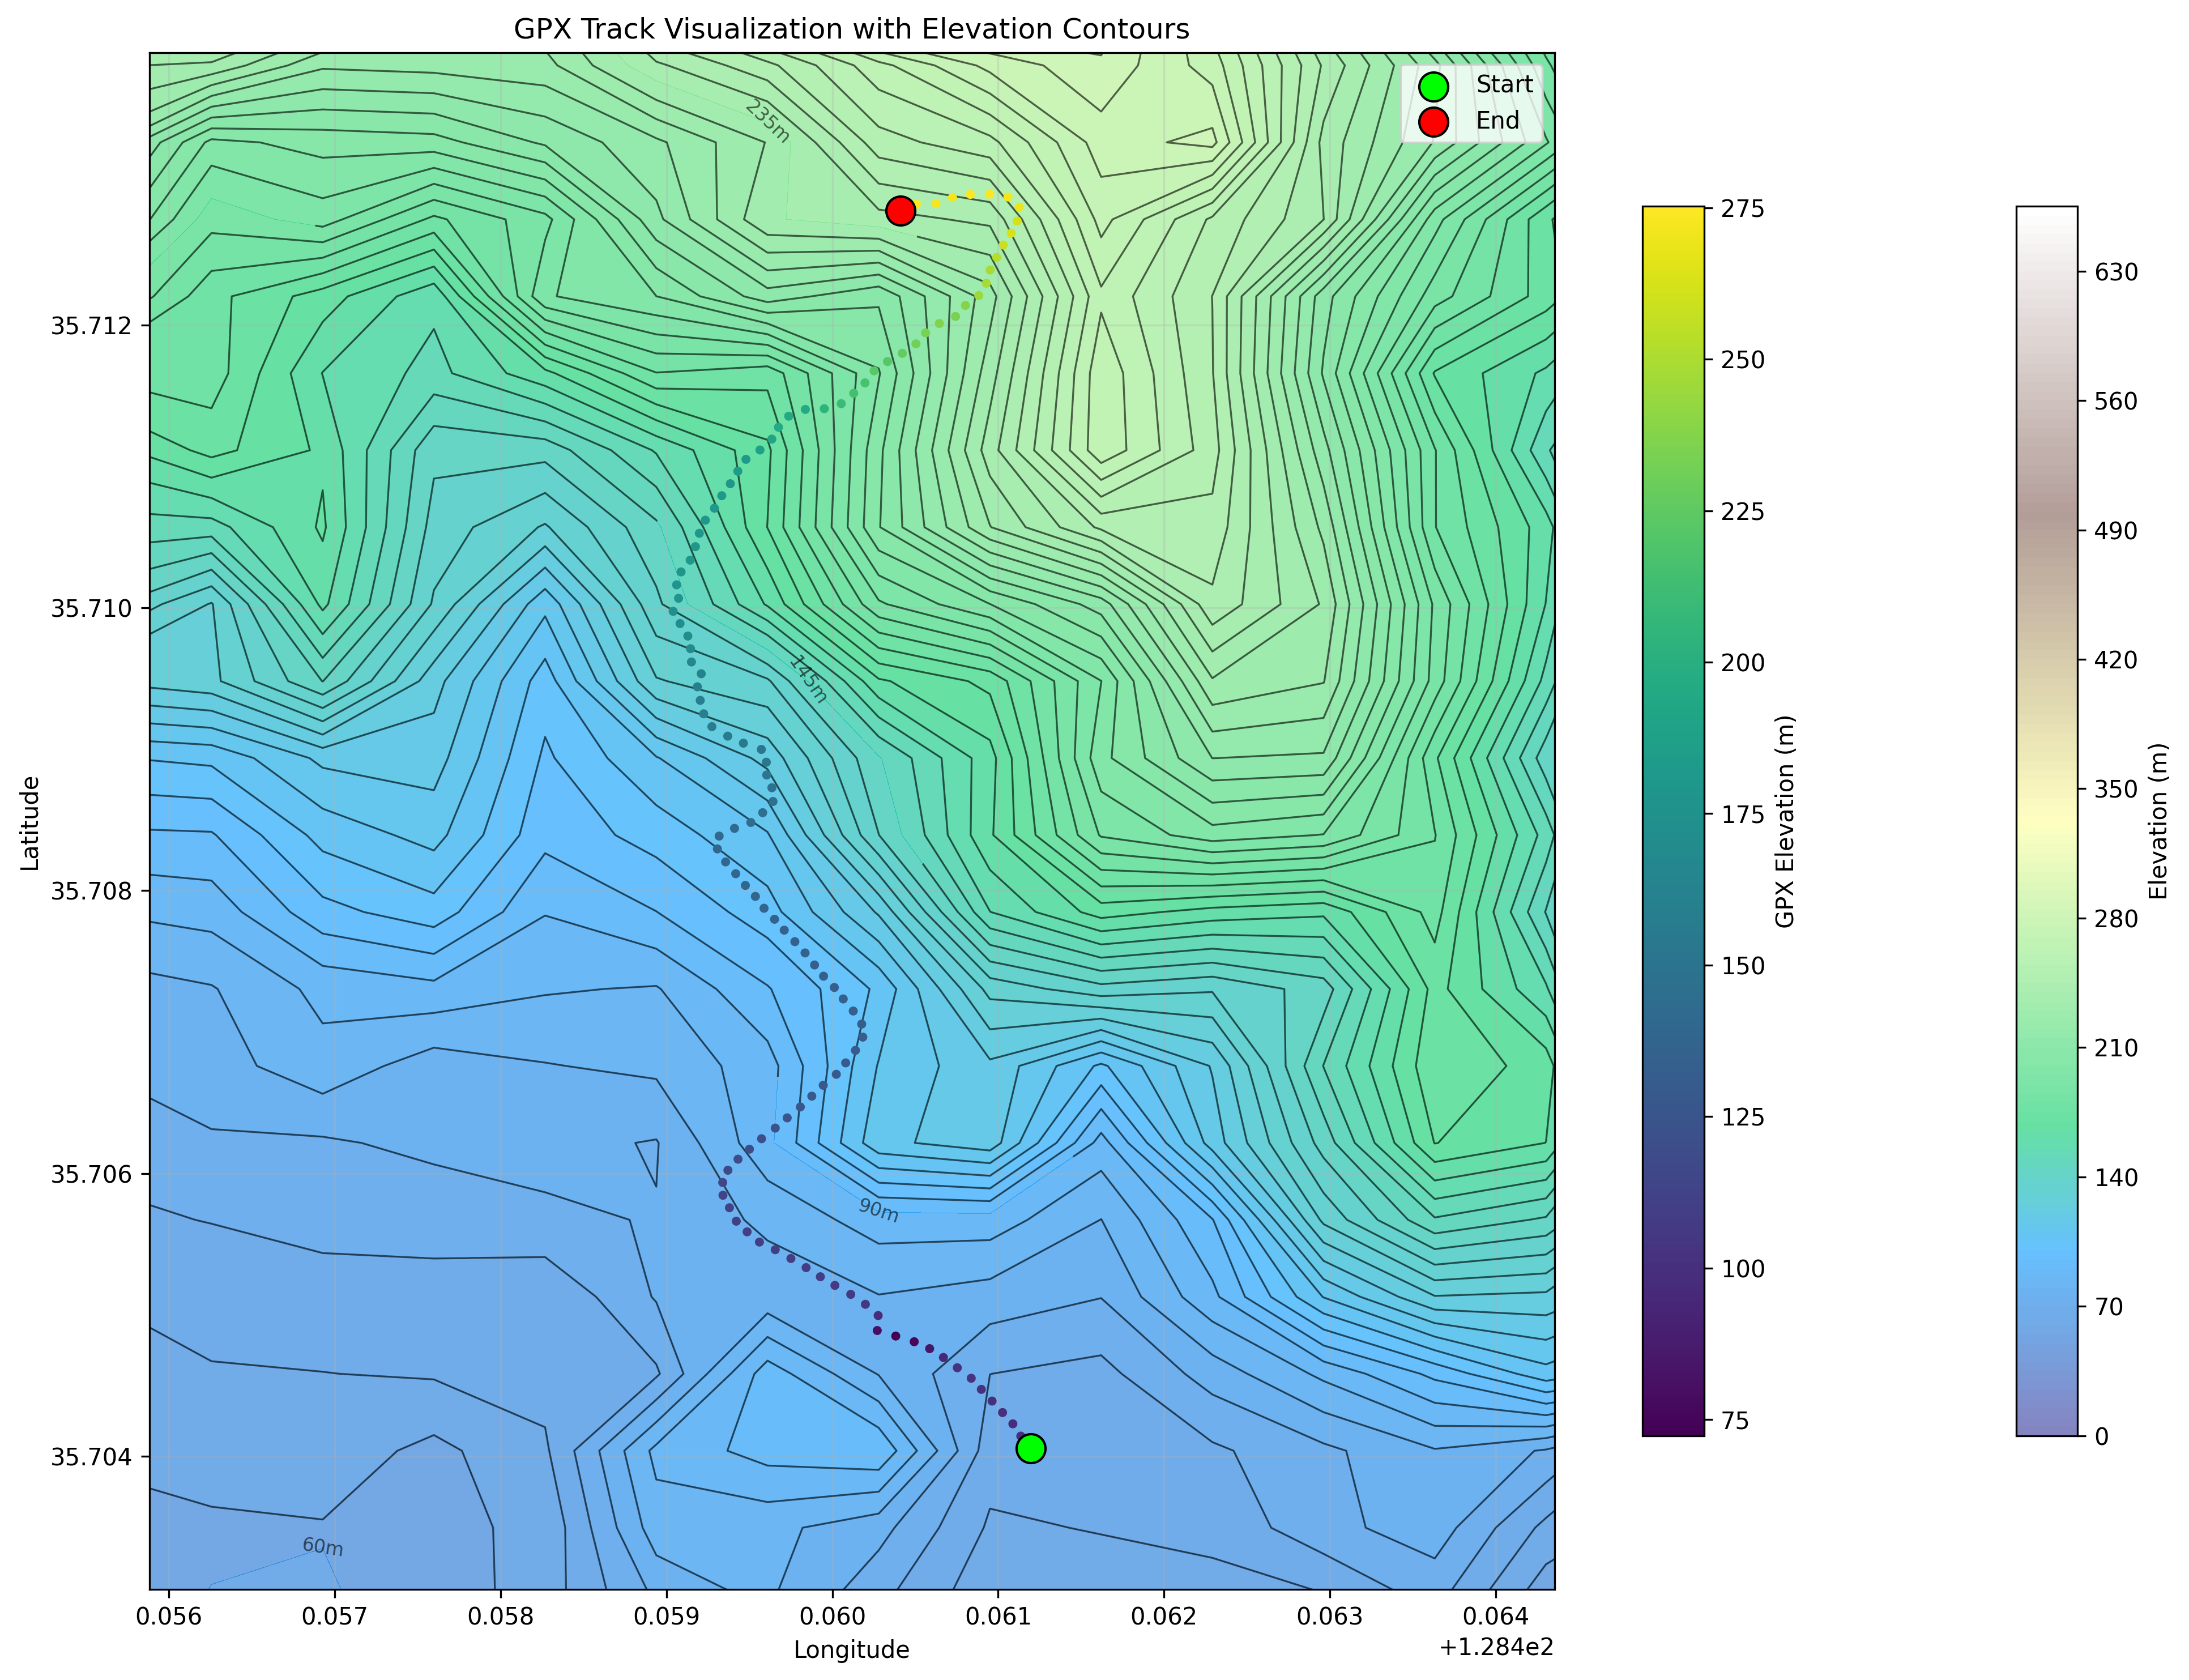 GPX Track Visualization with Elevation Contours
Start
End
235m
145m
90m
60m
35.712
35.710
35.708
35.706
35.704
Latitude
0.056
0.057
0.058
0.059
0.060
0.061
0.062
0.063
0.064
+1.284e2
Longitude
275
250
225
200
175
150
125
100
75
GPX Elevation (m)
630
560
490
420
350
280
210
140
70
0
Elevation (m)